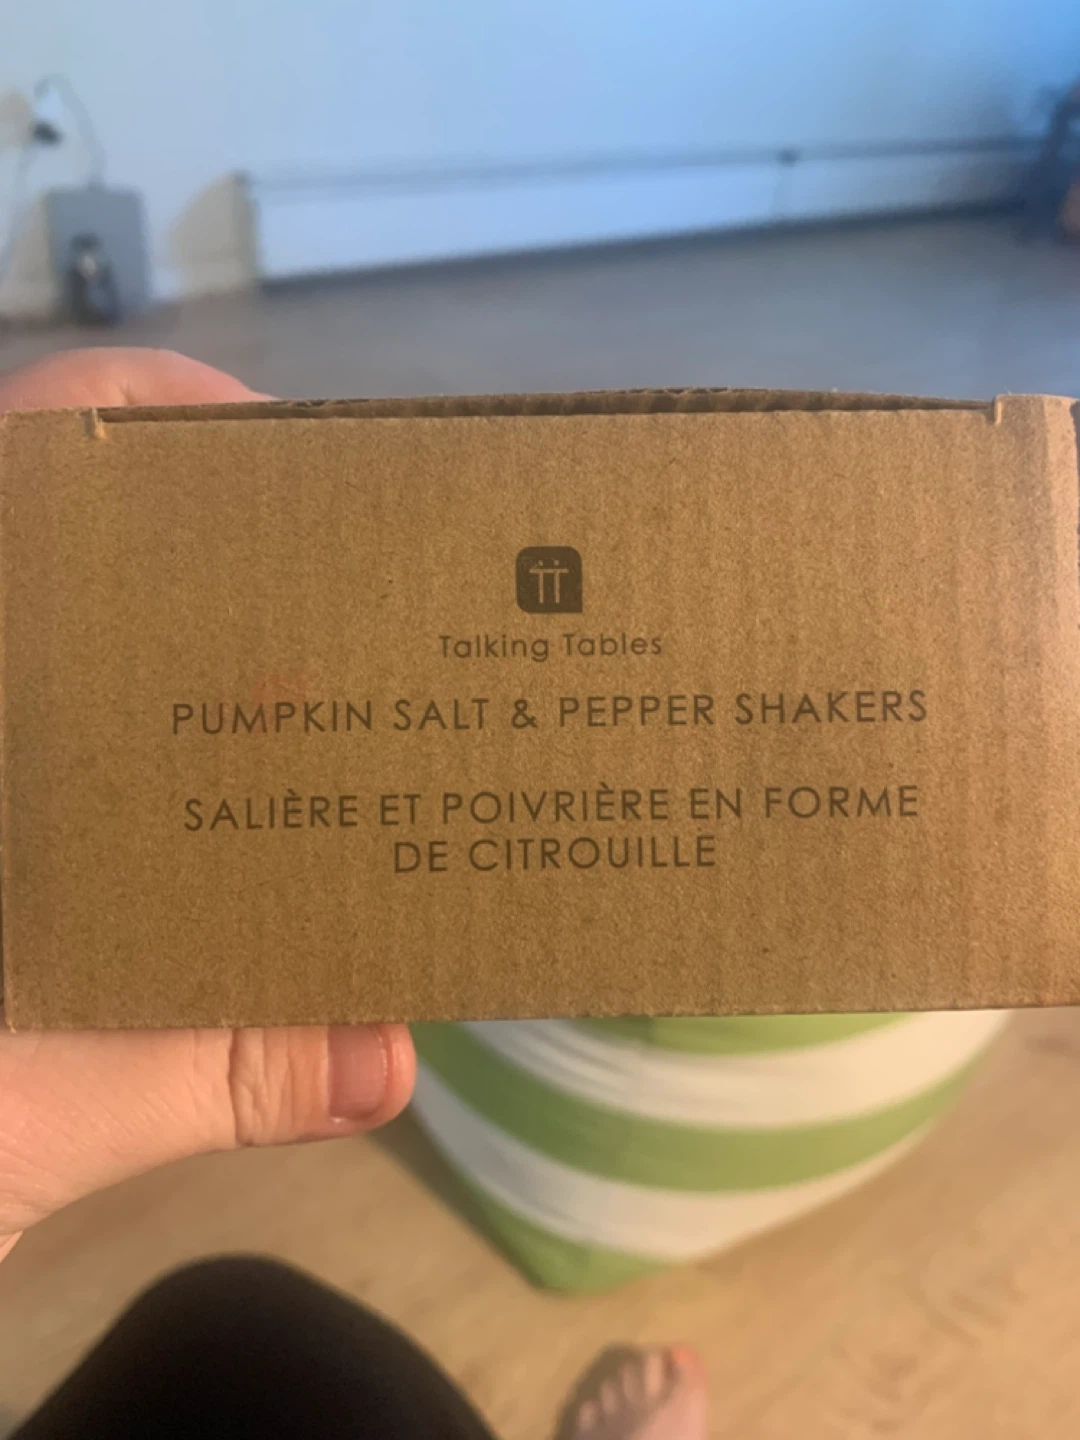 Talking Tables
PUMPKIN SALT & PEPPER SHAKERS
SALIÈRE ET POIVRIÈRE EN FORME
DE CITROUILLE